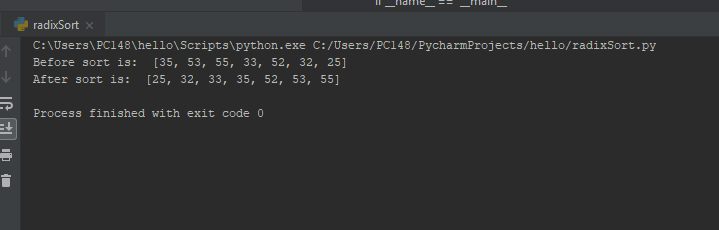 if __name__ == '__main__
radixSort
C:\Users\PC148\hello\Scripts\python.exe C:/Users/PC148/PycharmProjects/hello/radixSort.py
Before sort is:  [35, 53, 55, 33, 52, 32, 25]
After sort is:  [25, 32, 33, 35, 52, 53, 55]
Process finished with exit code 0